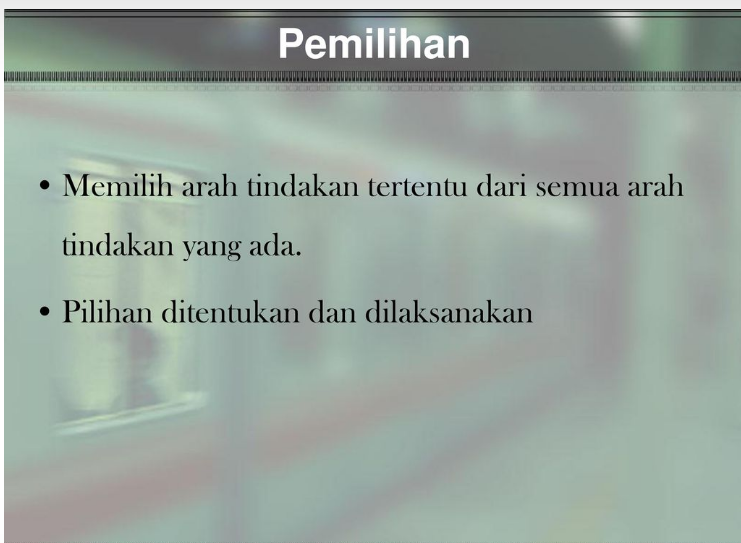 Pemilihan
• Memilih arah tindakan tertentu dari semua arah
tindakan yang ada.
• Pilihan ditentukan dan dilaksanakan